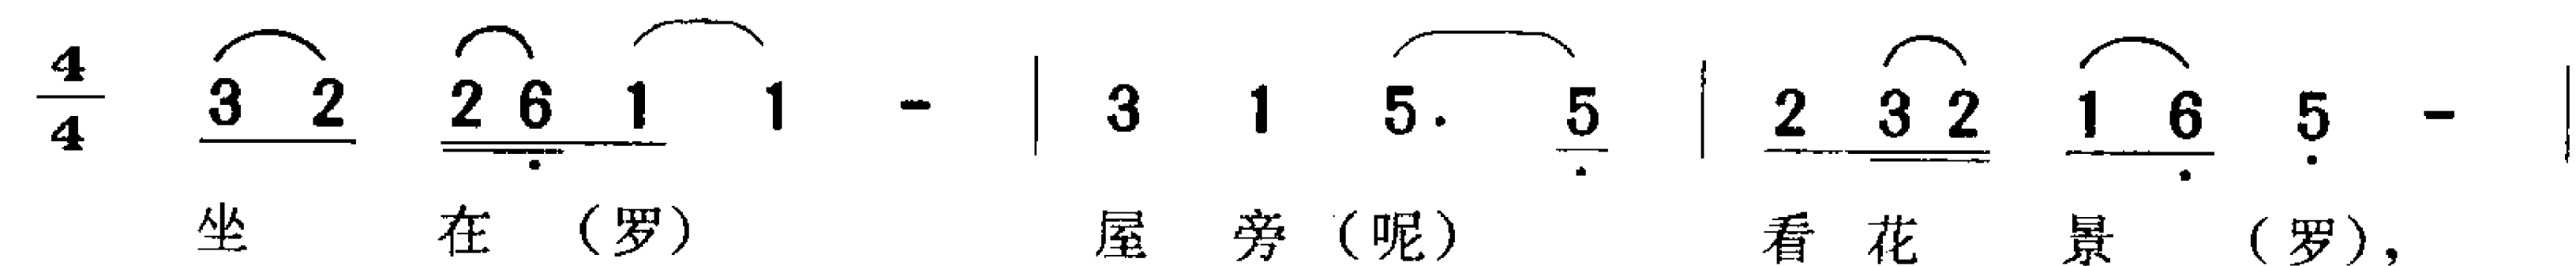 4/4 3 2 2 6 1 1 - | 3 1 5. 5 | 2 3 2 1 6 5 - |
坐 在 (罗) 屋 旁 (呢) 看 花 景 (罗),